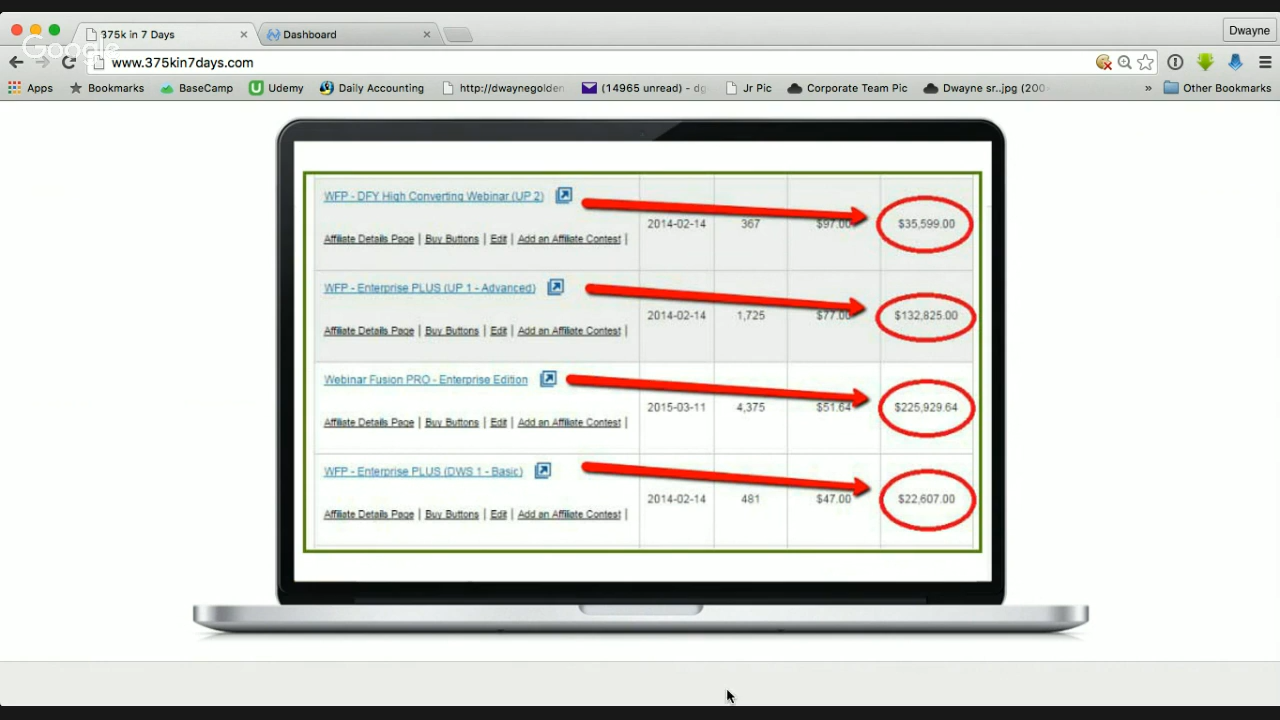 375k in 7 Days
Dashboard
Dwayne
Google
www.375kin7days.com
Apps
Bookmarks
BaseCamp
Udemy
Daily Accounting
http://dwaynegolden
(14965 unread) - dg
Jr Pic
Corporate Team Pic
Dwayne sr..jpg (200
»
Other Bookmarks
WFP - DFY High Converting Webinar (UP 2)
2014-02-14 367 $97.00 $35,599.00
Affiliate Details Page | Buy Buttons | Edit | Add an Affiliate Contest |
WFP - Enterprise PLUS (UP 1 - Advanced)
2014-02-14 1,725 $77.00 $132,825.00
Affiliate Details Page | Buy Buttons | Edit | Add an Affiliate Contest |
Webinar Fusion PRO - Enterprise Edition
2015-03-11 4,375 $51.64 $225,929.64
Affiliate Details Page | Buy Buttons | Edit | Add an Affiliate Contest |
WFP - Enterprise PLUS (DWS 1 - Basic)
2014-02-14 481 $47.00 $22,607.00
Affiliate Details Page | Buy Buttons | Edit | Add an Affiliate Contest |